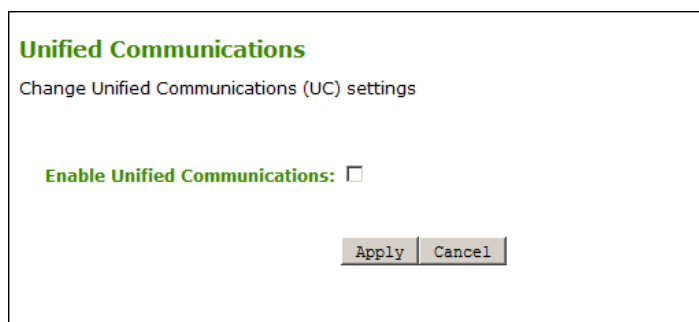 Unified Communications
Change Unified Communications (UC) settings
Enable Unified Communications:
Apply Cancel